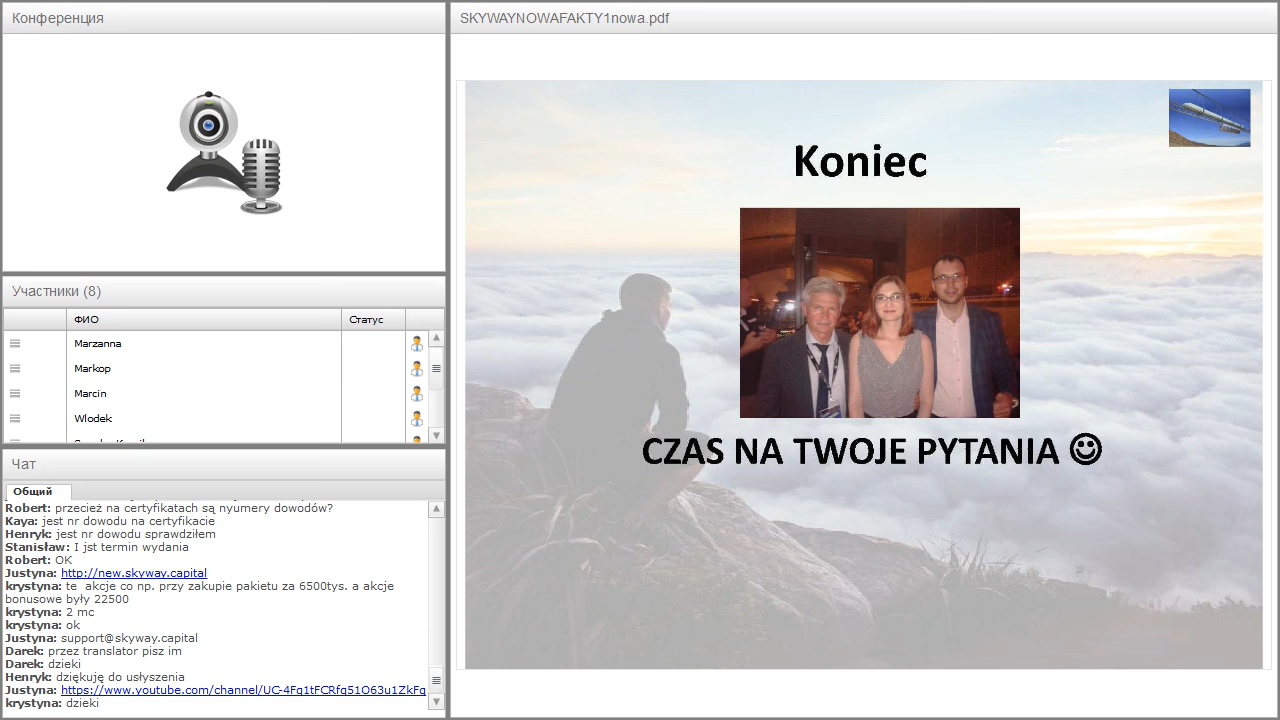 Конференция
SKYWAYNOWAFAKTY1nowa.pdf
Koniec
CZAS NA TWOJE PYTANIA ☺
Участники (8)
ФИО Статус
Marzanna
Markop
Marcin
Wlodek
Чат
Общий
Robert: przecież na certyfikatach są nyumery dowodów?
Kaya: jest nr dowodu na certyfikacie
Henryk: jest nr dowodu sprawdziłem
Stanisław: I jst termin wydania
Robert: OK
Justyna: http://new.skyway.capital
krystyna: te akcje co np. przy zakupie pakietu za 6500tys. a akcje
bonusowe były 22500
krystyna: 2 mc
krystyna: ok
Justyna: support@skyway.capital
Darek: przez translator pisz im
Darek: dzieki
Henryk: dziękuję do usłyszenia
Justyna: https://www.youtube.com/channel/UC-4Fq1tFCRfq51O63u1ZkFg
krystyna: dzieki